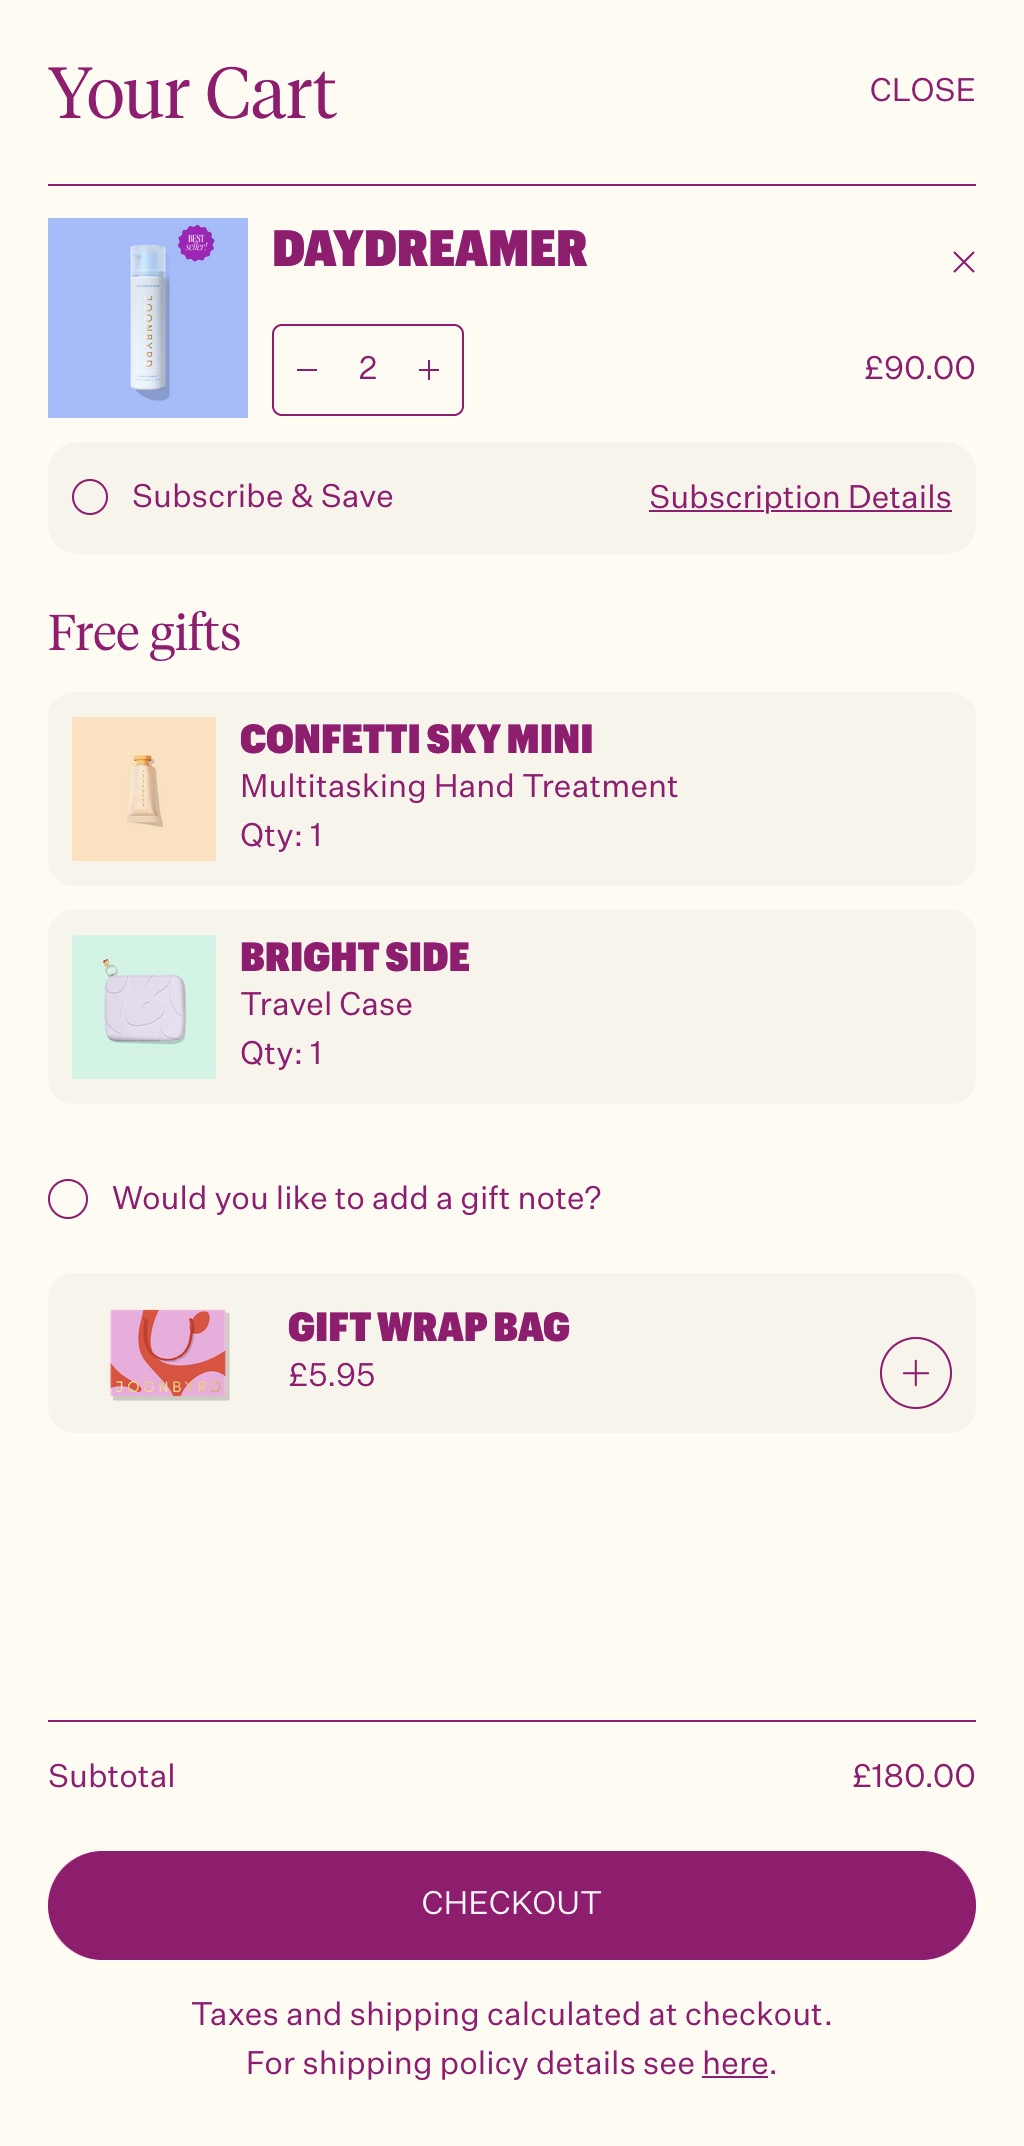 Your Cart
CLOSE
BEST
seller!
JOONBYRD
DAYDREAMER
2
£90.00
Subscribe & Save
Subscription Details
Free gifts
CONFETTI SKY MINI
Multitasking Hand Treatment
Qty: 1
BRIGHT SIDE
Travel Case
Qty: 1
Would you like to add a gift note?
JOONBYRD
GIFT WRAP BAG
£5.95
Subtotal
£180.00
CHECKOUT
Taxes and shipping calculated at checkout.
For shipping policy details see here.